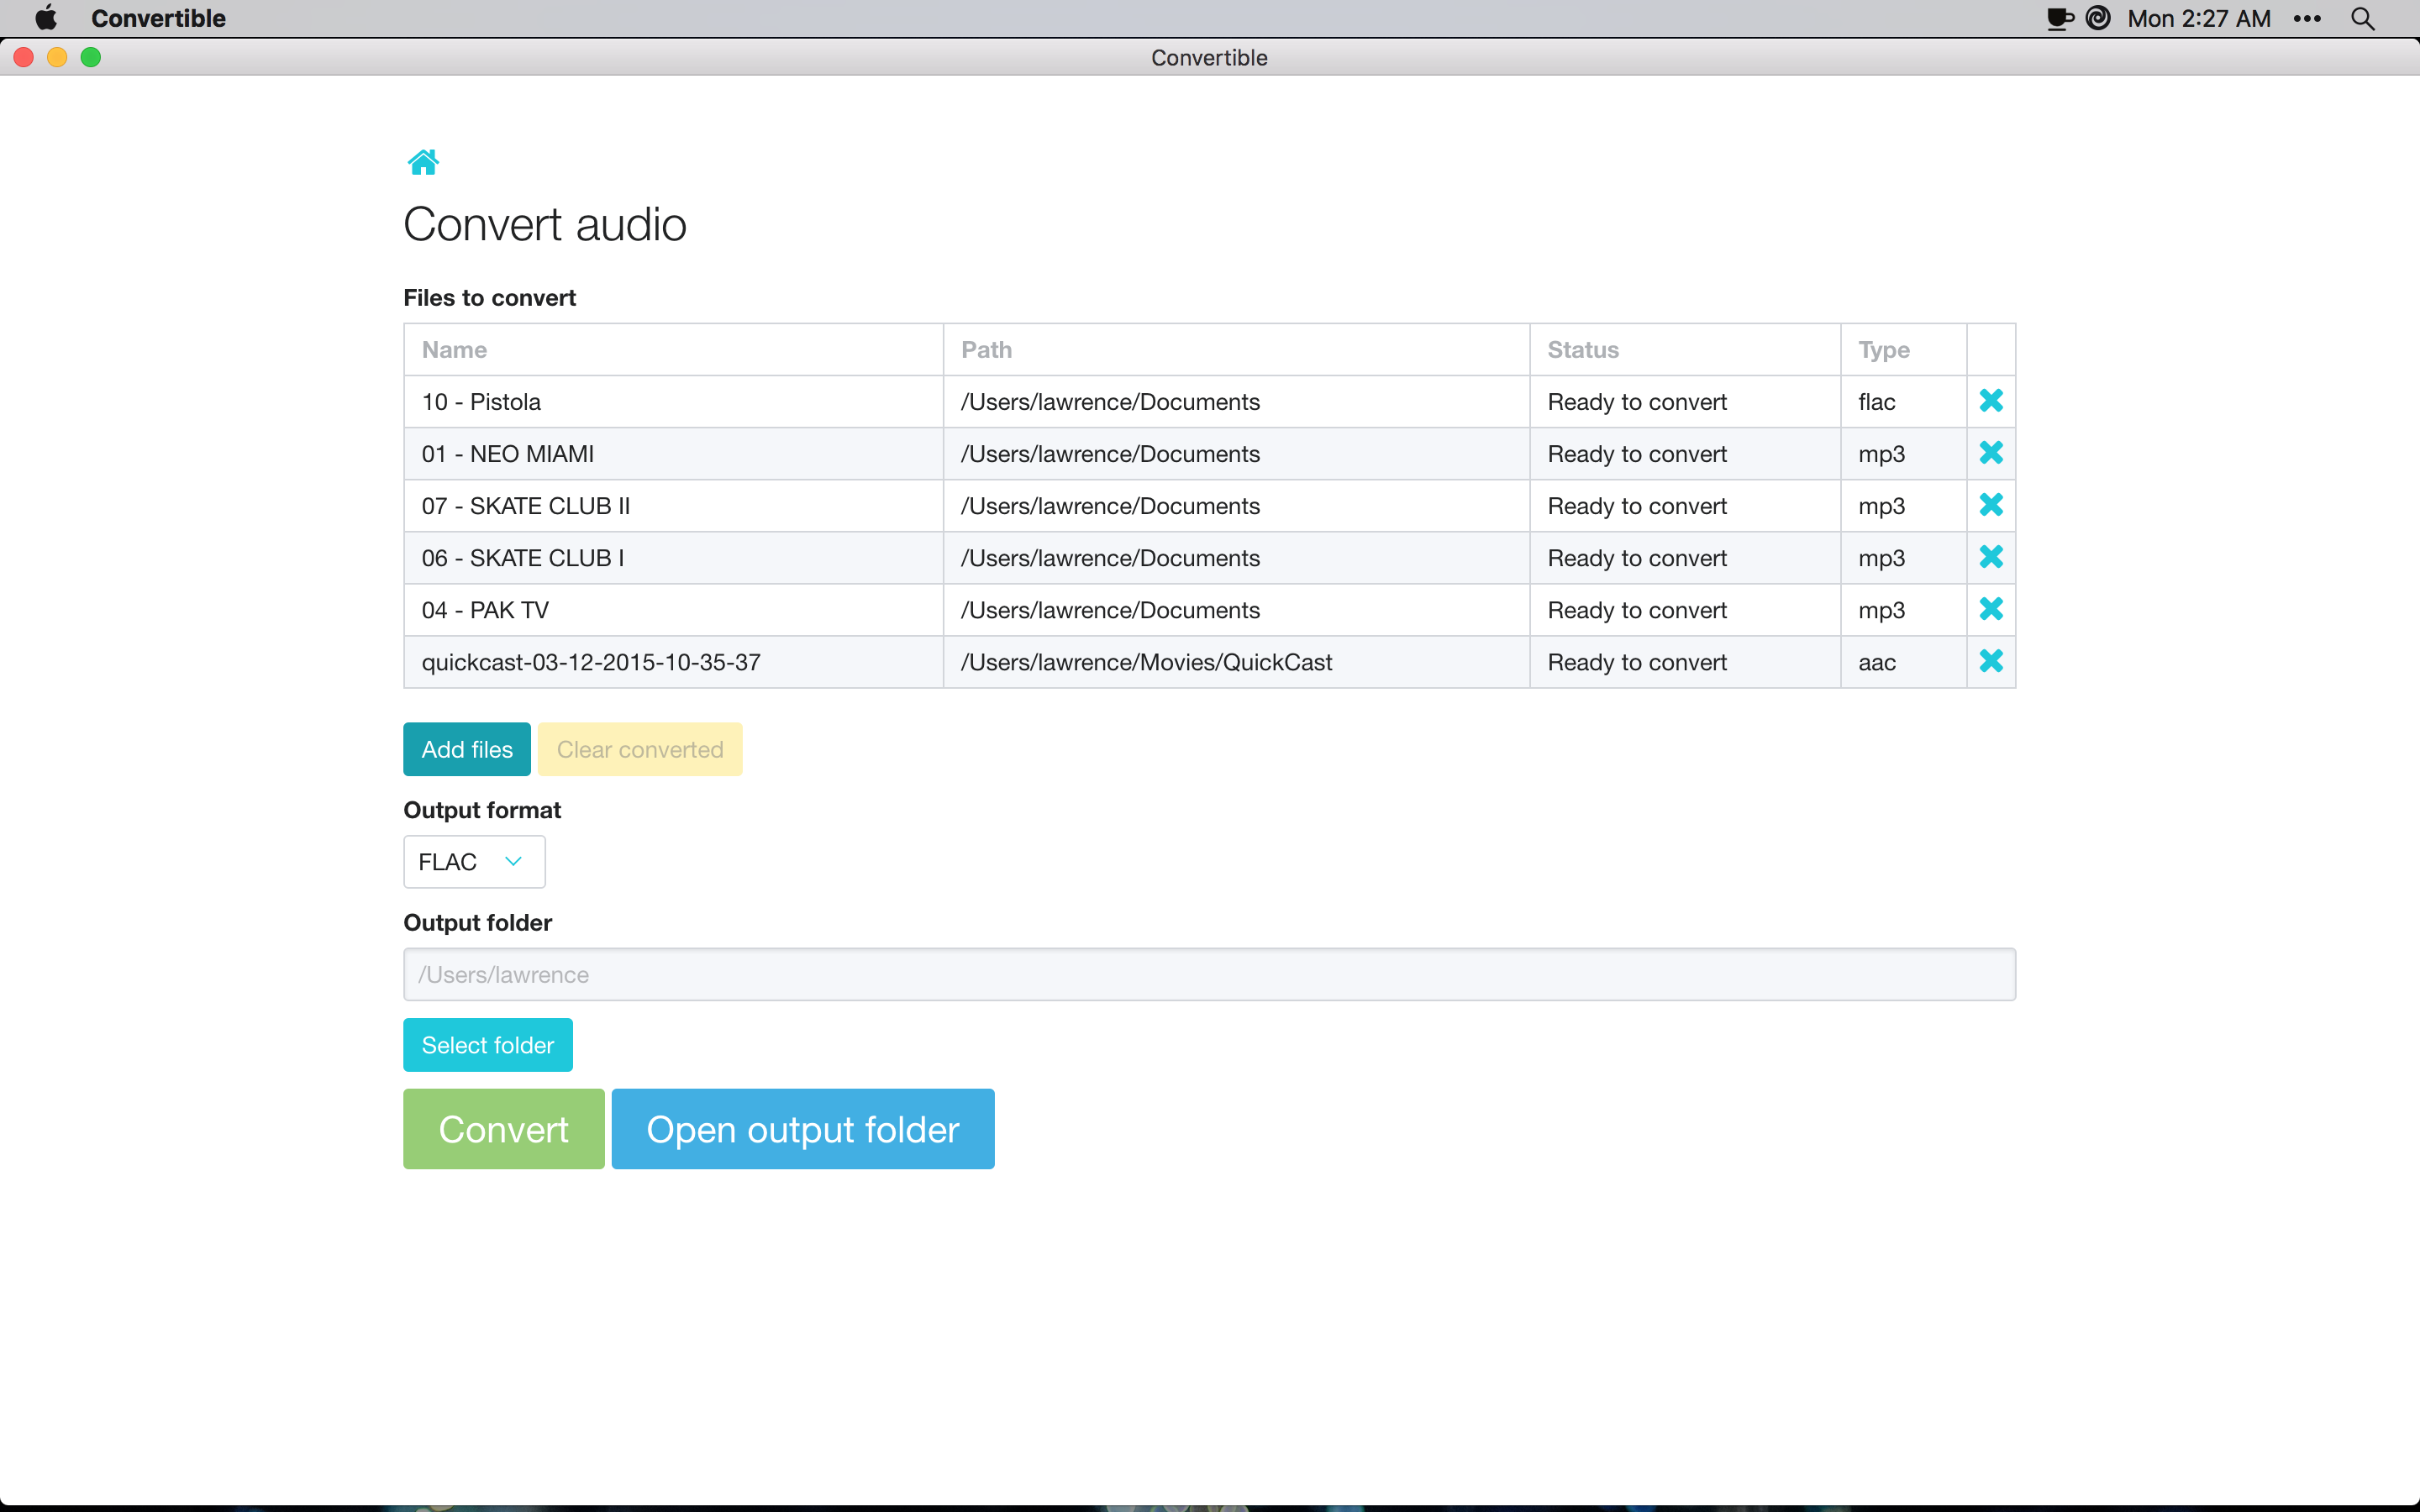 Convertible
Mon 2:27 AM
Convertible
Convert audio
Files to convert
Name Path Status Type
10 - Pistola /Users/lawrence/Documents Ready to convert flac
01 - NEO MIAMI /Users/lawrence/Documents Ready to convert mp3
07 - SKATE CLUB II /Users/lawrence/Documents Ready to convert mp3
06 - SKATE CLUB I /Users/lawrence/Documents Ready to convert mp3
04 - PAK TV /Users/lawrence/Documents Ready to convert mp3
quickcast-03-12-2015-10-35-37 /Users/lawrence/Movies/QuickCast Ready to convert aac
Add files Clear converted
Output format
FLAC
Output folder
/Users/lawrence
Select folder
Convert Open output folder